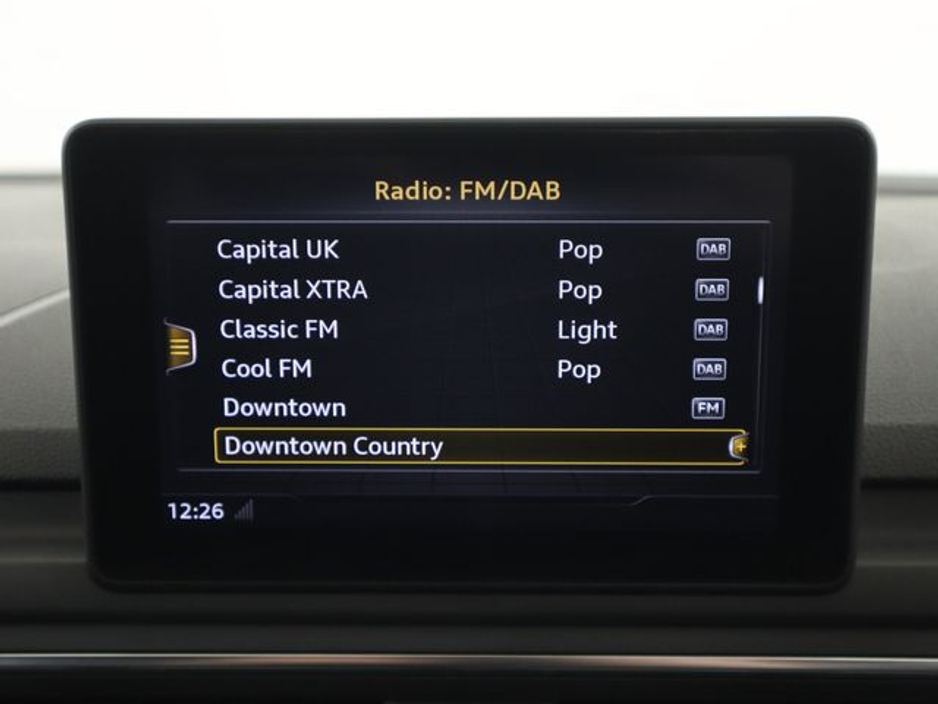 Radio: FM/DAB
Capital UK Pop DAB
Capital XTRA Pop DAB
Classic FM Light DAB
Cool FM Pop DAB
Downtown FM
Downtown Country
12:26